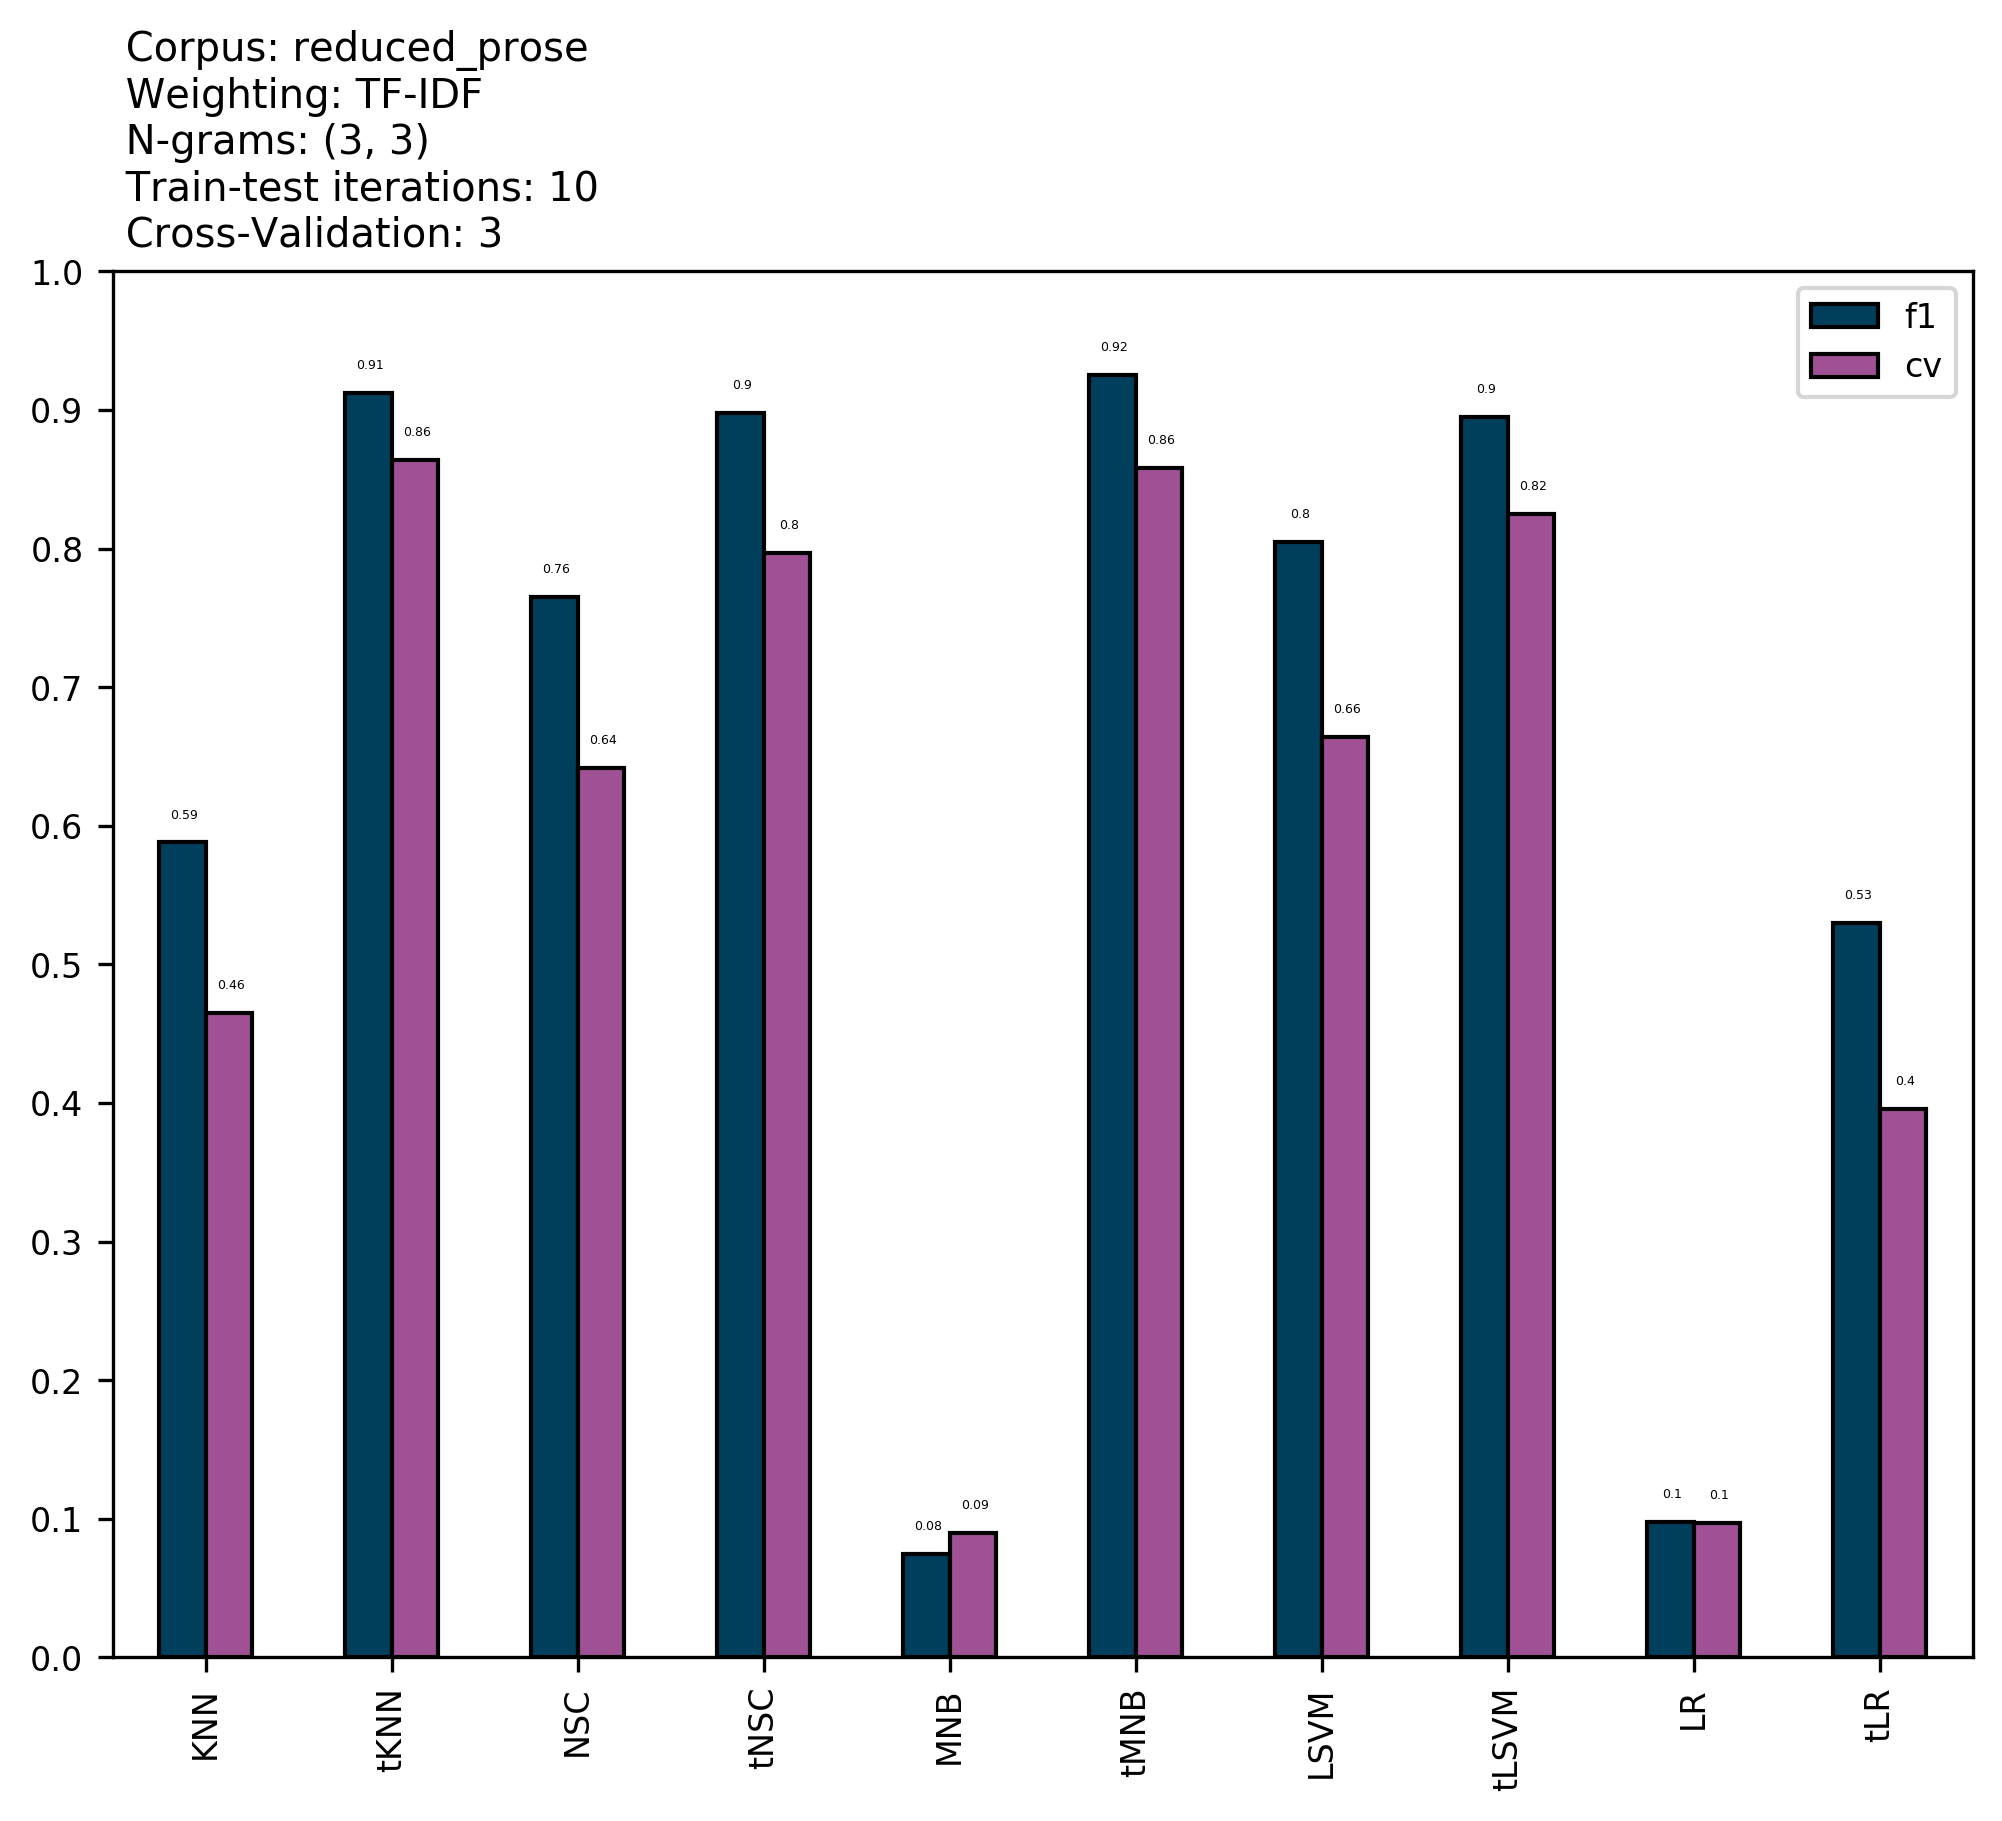 Corpus: reduced_prose
Weighting: TF-IDF
N-grams: (3, 3)
Train-test iterations: 10
Cross-Validation: 3
1.0
0.9
0.8
0.7
0.6
0.5
0.4
0.3
0.2
0.1
0.0
f1
cv
0.59
0.46
0.91
0.86
0.76
0.64
0.9
0.8
0.08
0.09
0.92
0.86
0.8
0.66
0.9
0.82
0.1
0.1
0.53
0.4
KNN
tKNN
NSC
tNSC
MNB
tMNB
LSVM
tLSVM
LR
tLR